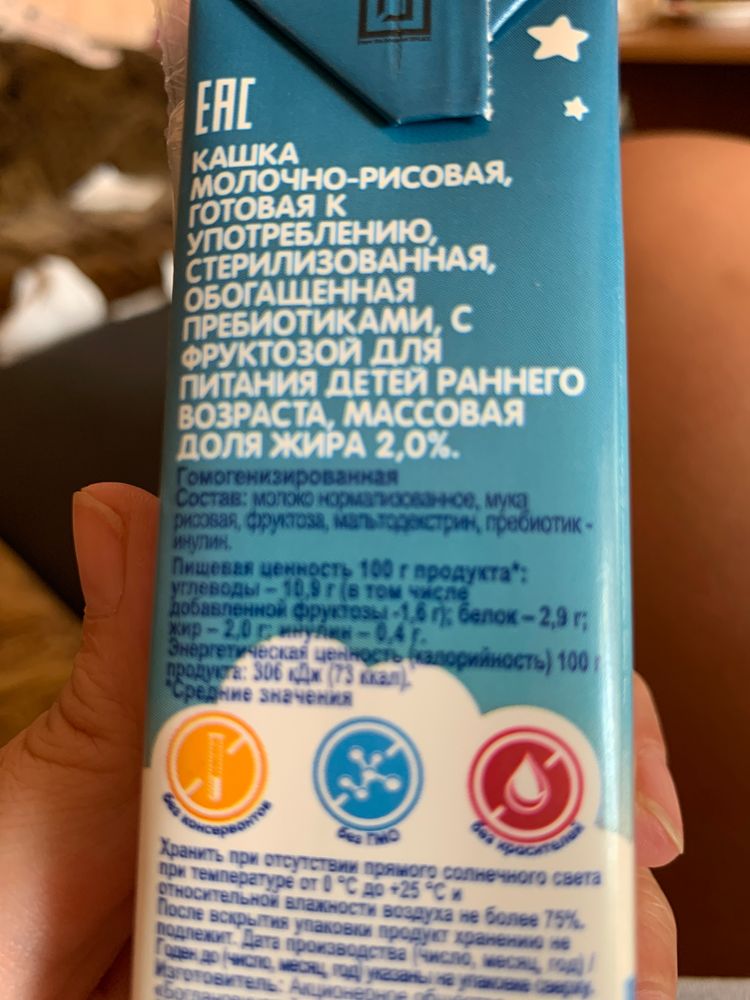 ЕАС
КАШКА
МОЛОЧНО-РИСОВАЯ,
ГОТОВАЯ К
УПОТРЕБЛЕНИЮ,
СТЕРИЛИЗОВАННАЯ,
ОБОГАЩЕННАЯ
ПРЕБИОТИКАМИ, С
ФРУКТОЗОЙ ДЛЯ
ПИТАНИЯ ДЕТЕЙ РАННЕГО
ВОЗРАСТА, МАССОВАЯ
ДОЛЯ ЖИРА 2,0%.
Гомогенизированная
Состав: молоко нормализованное, мука
рисовая, фруктоза, мальтодекстрин, пребиотик -
инулин.
Пищевая ценность 100 г продукта*:
углеводы – 10,9 г (в том числе
добавленной фруктозы -1,6 г); белок – 2,9 г;
жир – 2,0 г; инулин – 0,4 г.
Энергетическая ценность (калорийность) 100 г
продукта: 306 кДж (73 ккал).
*Средние значения
без консервантов
без ГМО
без красителей
Хранить при отсутствии прямого солнечного света
при температуре от 0 °С до +25 °С и
относительной влажности воздуха не более 75%.
После вскрытия упаковки продукт хранению не
подлежит. Дата производства (число, месяц, год) /
Годен до (число, месяц, год) указаны на упаковке сверху.
Изготовитель: Акционерное